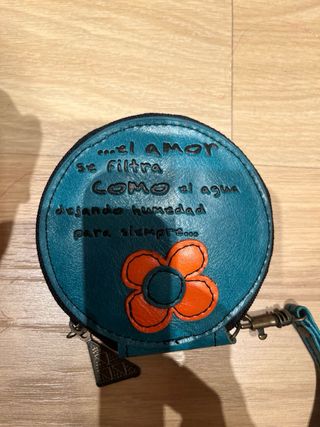 ...el amor
se filtra
como el agua
dejando humedad
para siempre...